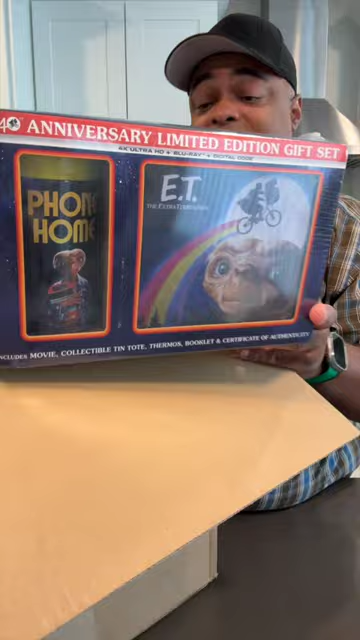 40 ANNIVERSARY LIMITED EDITION GIFT SET
4K ULTRA HD + BLU-RAY + DIGITAL CODE
PHONE
HOME
E.T.
THE EXTRA-TERRESTRIAL
INCLUDES MOVIE, COLLECTIBLE TIN TOTE, THERMOS, BOOKLET & CERTIFICATE OF AUTHENTICITY